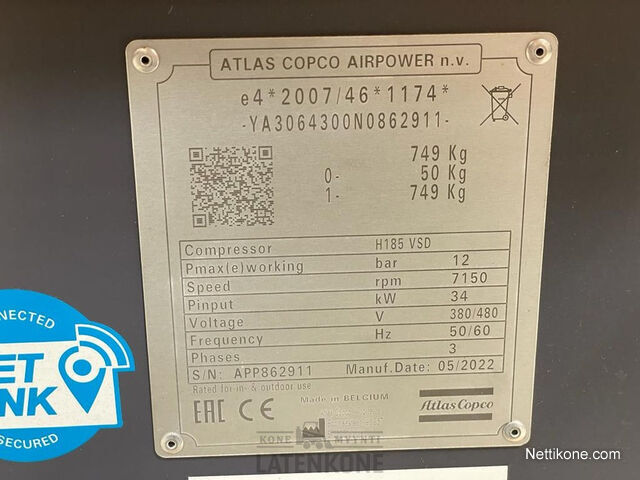 ATLAS COPCO AIRPOWER n.v.
e4*2007/46*1174*
-YA3064300N0862911-
749 Kg
0- 50 Kg
1- 749 Kg
Compressor H185 VSD
Pmax(e)working bar 12
Speed rpm 7150
Pinput kW 34
Voltage V 380/480
Frequency Hz 50/60
Phases 3
S/N: APP862911 Manuf.Date: 05/2022
Rated for in- & outdoor use
Made in BELGIUM
EAC CE
Atlas Copco
SECURED
KONE MYYNTI
LATENKONE
Nettikone.com